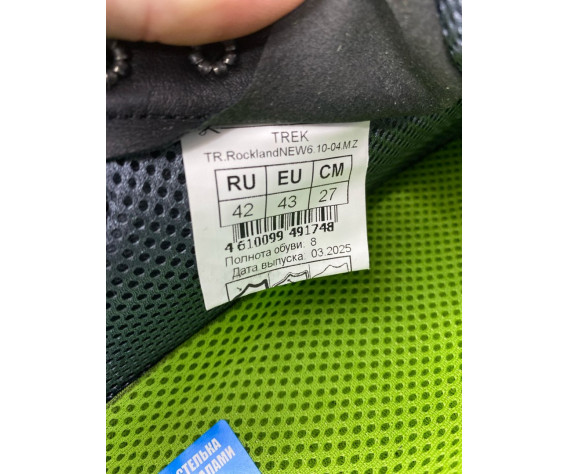 TREK
TR.RocklandNEW6.10-04.M.Z
RU EU CM
42 43 27
4 610099 491748
Полнота обуви: 8
Дата выпуска: 03.2025